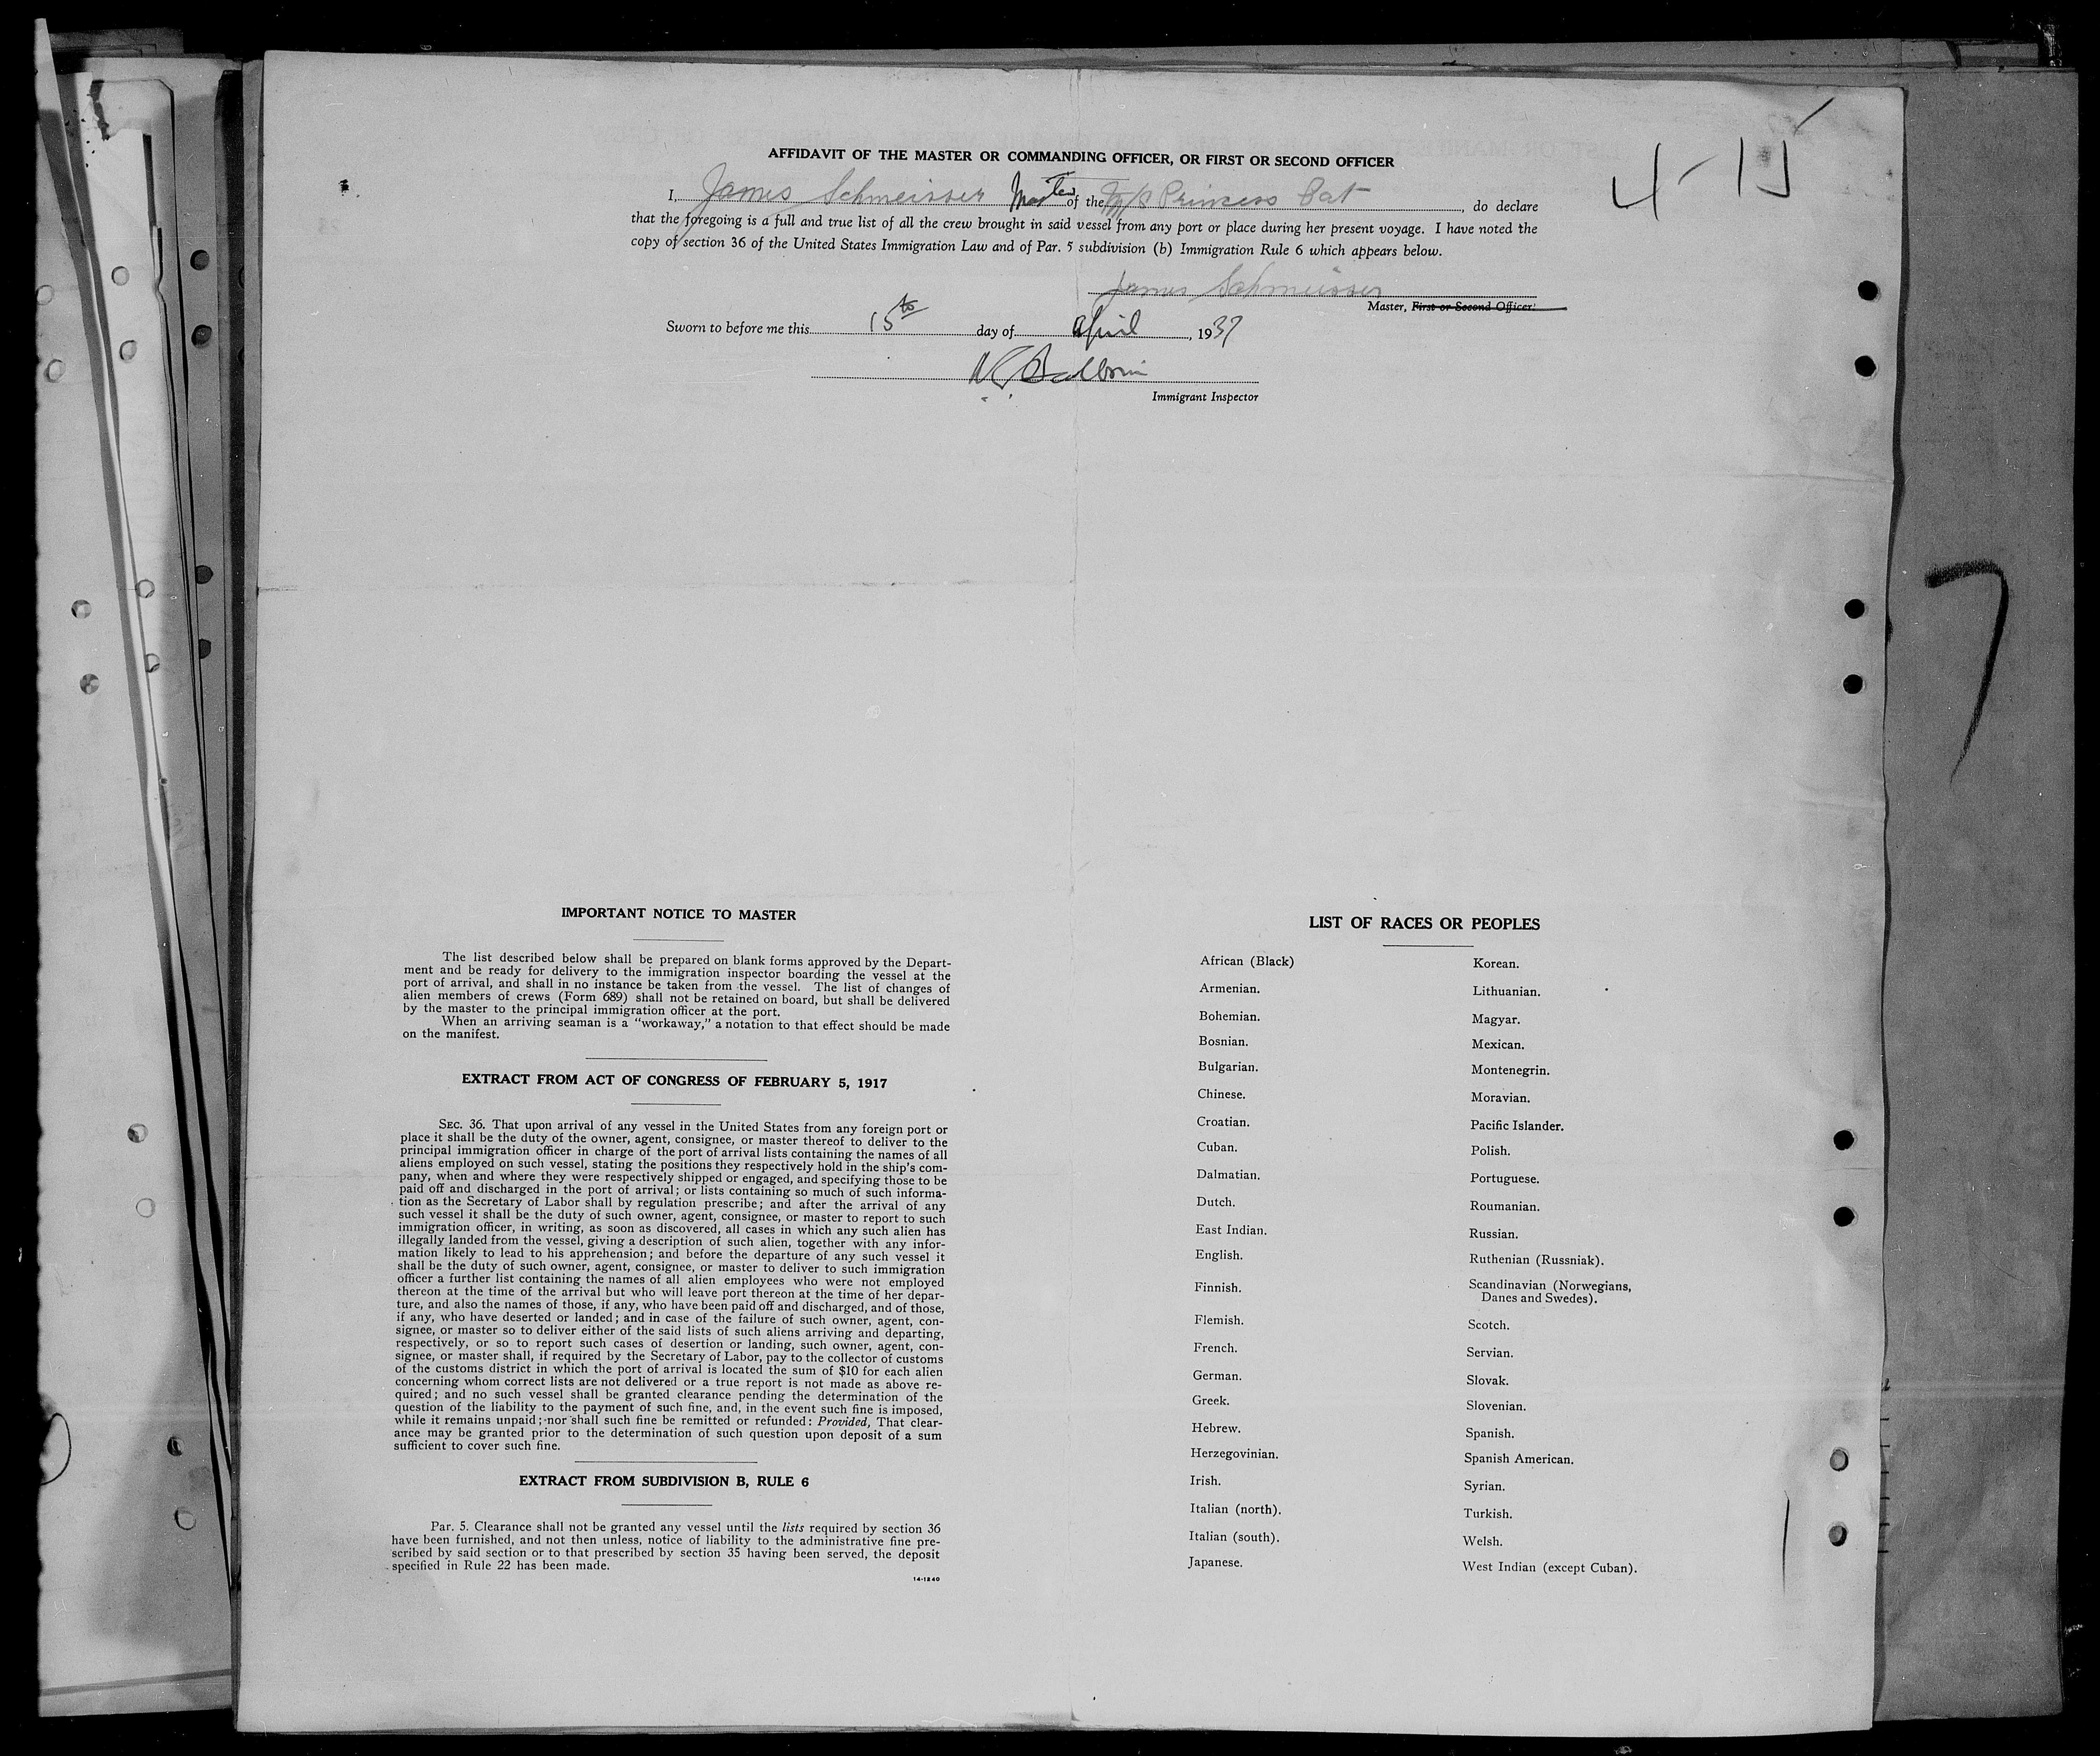 4-15
AFFIDAVIT OF THE MASTER OR COMMANDING OFFICER, OR FIRST OR SECOND OFFICER
I, James Schmeisser Master of the M/S Princess Pat, do declare
that the foregoing is a full and true list of all the crew brought in said vessel from any port or place during her present voyage. I have noted the
copy of section 36 of the United States Immigration Law and of Par. 5 subdivision (b) Immigration Rule 6 which appears below.
James Schmeisser
Master, First or Second Officer.
Sworn to before me this 15th day of April, 1937
Baldwin
Immigrant Inspector
7
IMPORTANT NOTICE TO MASTER
The list described below shall be prepared on blank forms approved by the Depart-
ment and be ready for delivery to the immigration inspector boarding the vessel at the
port of arrival, and shall in no instance be taken from the vessel. The list of changes of
alien members of crews (Form 689) shall not be retained on board, but shall be delivered
by the master to the principal immigration officer at the port.
When an arriving seaman is a "workaway," a notation to that effect should be made
on the manifest.
EXTRACT FROM ACT OF CONGRESS OF FEBRUARY 5, 1917
SEC. 36. That upon arrival of any vessel in the United States from any foreign port or
place it shall be the duty of the owner, agent, consignee, or master thereof to deliver to the
principal immigration officer in charge of the port of arrival lists containing the names of all
aliens employed on such vessel, stating the positions they respectively hold in the ship's com-
pany, when and where they were respectively shipped or engaged, and specifying those to be
paid off and discharged in the port of arrival; or lists containing so much of such informa-
tion as the Secretary of Labor shall by regulation prescribe; and after the arrival of any
such vessel it shall be the duty of such owner, agent, consignee, or master to report to such
immigration officer, in writing, as soon as discovered, all cases in which any such alien has
illegally landed from the vessel, giving a description of such alien, together with any infor-
mation likely to lead to his apprehension; and before the departure of any such vessel it
shall be the duty of such owner, agent, consignee, or master to deliver to such immigration
officer a further list containing the names of all alien employees who were not employed
thereon at the time of the arrival but who will leave port thereon at the time of her depar-
ture, and also the names of those, if any, who have been paid off and discharged, and of those,
if any, who have deserted or landed; and in case of the failure of such owner, agent, con-
signee, or master so to deliver either of the said lists of such aliens arriving and departing,
respectively, or so to report such cases of desertion or landing, such owner, agent, con-
signee, or master shall, if required by the Secretary of Labor, pay to the collector of customs
of the customs district in which the port of arrival is located the sum of $10 for each alien
concerning whom correct lists are not delivered or a true report is not made as above re-
quired; and no such vessel shall be granted clearance pending the determination of the
question of the liability to the payment of such fine, and, in the event such fine is imposed,
while it remains unpaid; nor shall such fine be remitted or refunded: Provided, That clear-
ance may be granted prior to the determination of such question upon deposit of a sum
sufficient to cover such fine.
EXTRACT FROM SUBDIVISION B, RULE 6
Par. 5. Clearance shall not be granted any vessel until the lists required by section 36
have been furnished, and not then unless, notice of liability to the administrative fine pre-
scribed by said section or to that prescribed by section 35 having been served, the deposit
specified in Rule 22 has been made.
14-1240
LIST OF RACES OR PEOPLES
African (Black)
Armenian.
Bohemian.
Bosnian.
Bulgarian.
Chinese.
Croatian.
Cuban.
Dalmatian.
Dutch.
East Indian.
English.
Finnish.
Flemish.
French.
German.
Greek.
Hebrew.
Herzegovinian.
Irish.
Italian (north).
Italian (south).
Japanese.
Korean.
Lithuanian.
Magyar.
Mexican.
Montenegrin.
Moravian.
Pacific Islander.
Polish.
Portuguese.
Roumanian.
Russian.
Ruthenian (Russniak).
Scandinavian (Norwegians,
Danes and Swedes).
Scotch.
Servian.
Slovak.
Slovenian.
Spanish.
Spanish American.
Syrian.
Turkish.
Welsh.
West Indian (except Cuban).